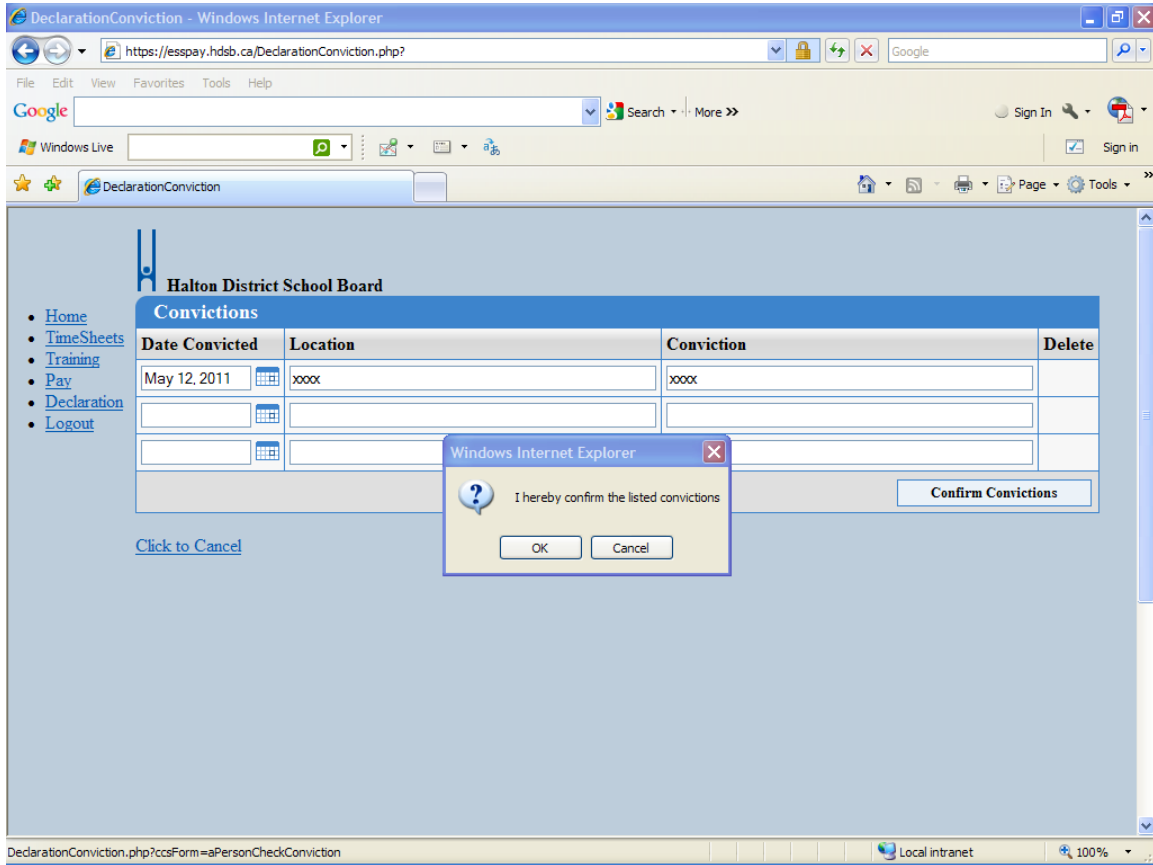 DeclarationConviction - Windows Internet Explorer
https://esspay.hdsb.ca/DeclarationConviction.php?
Google
File Edit View Favorites Tools Help
Google Search More >> Sign In
Windows Live Sign in
DeclarationConviction Page Tools >>
Halton District School Board
Home
TimeSheets
Training
Pay
Declaration
Logout
Convictions
Date Convicted Location Conviction Delete
May 12, 2011 xxxx xxxx
Confirm Convictions
Windows Internet Explorer
I hereby confirm the listed convictions
OK Cancel
Click to Cancel
DeclarationConviction.php?ccsForm=aPersonCheckConviction Local intranet 100%